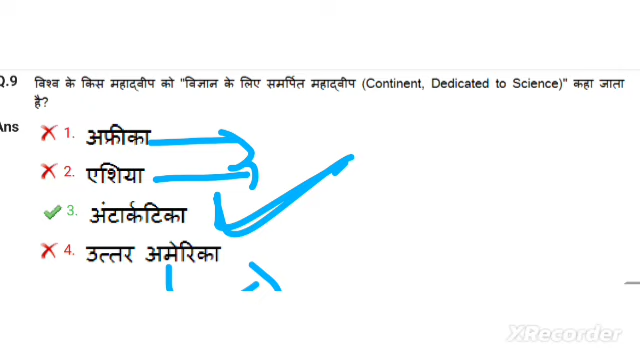 Q.9 विश्व के किस महाद्वीप को "विज्ञान के लिए समर्पित महाद्वीप (Continent, Dedicated to Science)" कहा जाता
है?
Ans 1. अफ्रीका
2. एशिया
3. अंटार्कटिका
4. उत्तर अमेरिका
XRecorder